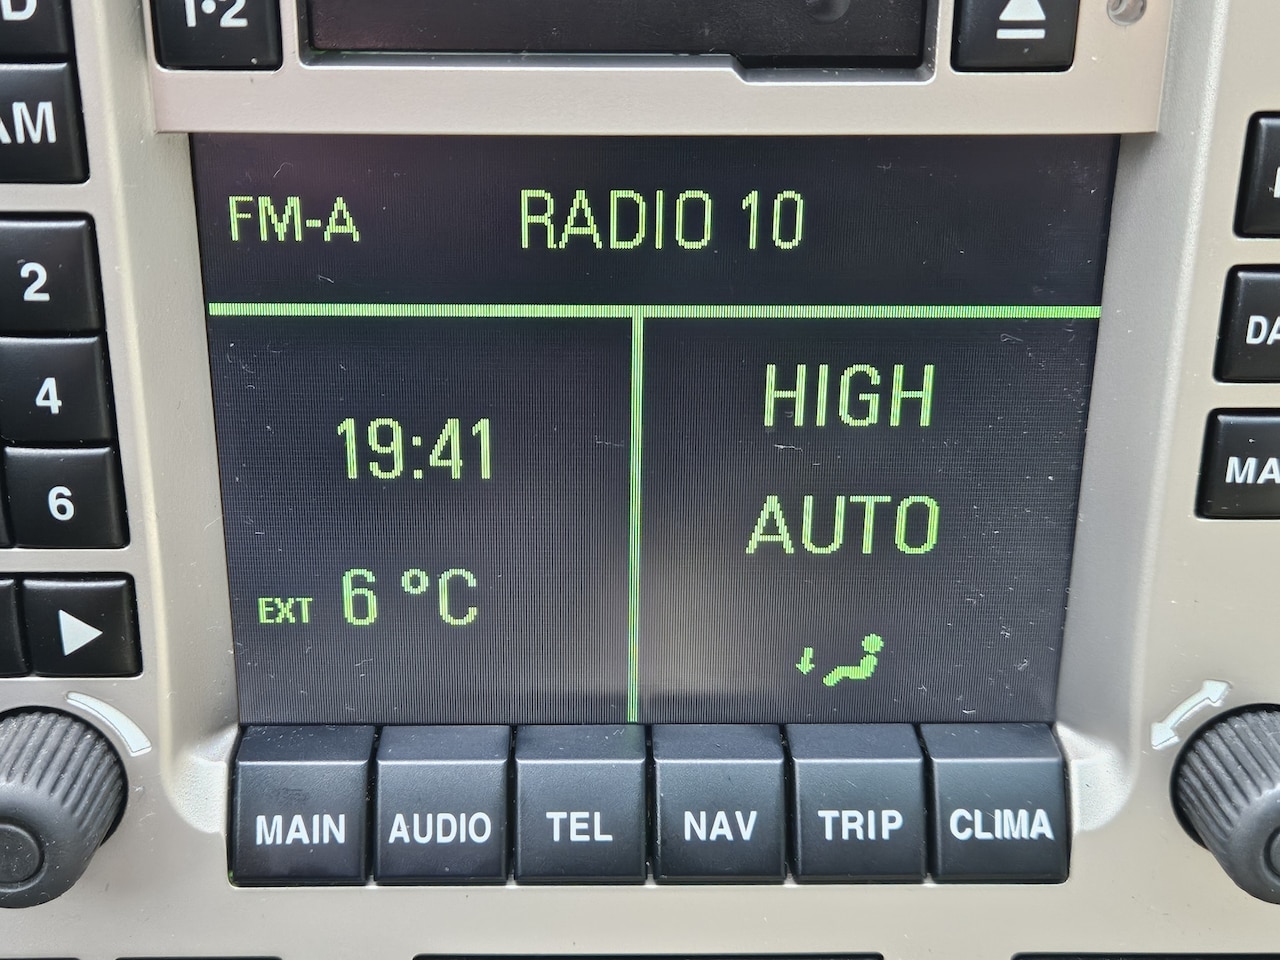 1•2
AM
2
4
6
FM-A RADIO 10
19:41
EXT 6 °C
HIGH
AUTO
MAIN AUDIO TEL NAV TRIP CLIMA